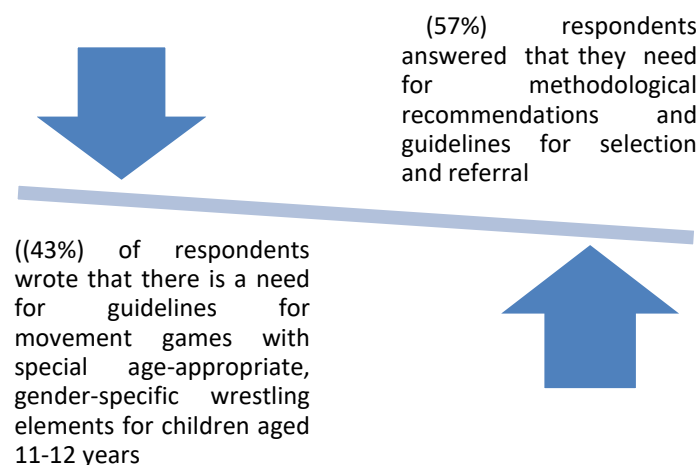 (57%) respondents
answered that they need
for methodological
recommendations and
guidelines for selection
and referral
((43%) of respondents
wrote that there is a need
for guidelines for
movement games with
special age-appropriate,
gender-specific wrestling
elements for children aged
11-12 years